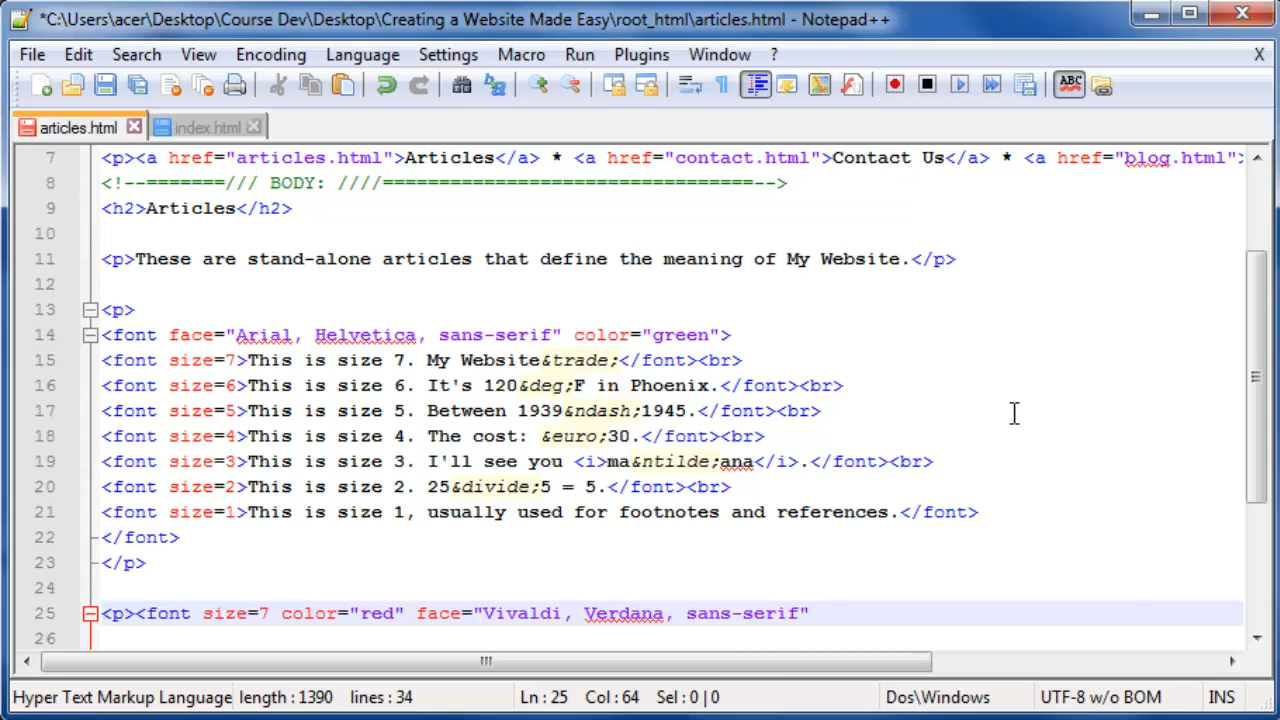 *C:\Users\acer\Desktop\Course Dev\Desktop\Creating a Website Made Easy\root_html\articles.html - Notepad++
File Edit Search View Encoding Language Settings Macro Run Plugins Window ? X
ABC
articles.html index.html
7 <p><a href="articles.html">Articles</a> * <a href="contact.html">Contact Us</a> * <a href="blog.html">
8 <!--=======/// BODY: ////=================================-->
9 <h2>Articles</h2>
10
11 <p>These are stand-alone articles that define the meaning of My Website.</p>
12
13 <p>
14 <font face="Arial, Helvetica, sans-serif" color="green">
15 <font size=7>This is size 7. My Website&trade;</font><br>
16 <font size=6>This is size 6. It's 120&deg;F in Phoenix.</font><br>
17 <font size=5>This is size 5. Between 1939&ndash;1945.</font><br>
18 <font size=4>This is size 4. The cost: &euro;30.</font><br>
19 <font size=3>This is size 3. I'll see you <i>ma&ntilde;ana</i>.</font><br>
20 <font size=2>This is size 2. 25&divide;5 = 5.</font><br>
21 <font size=1>This is size 1, usually used for footnotes and references.</font>
22 </font>
23 </p>
24
25 <p><font size=7 color="red" face="Vivaldi, Verdana, sans-serif"
26
Hyper Text Markup Language length : 1390 lines : 34 Ln : 25 Col : 64 Sel : 0 | 0 Dos\Windows UTF-8 w/o BOM INS